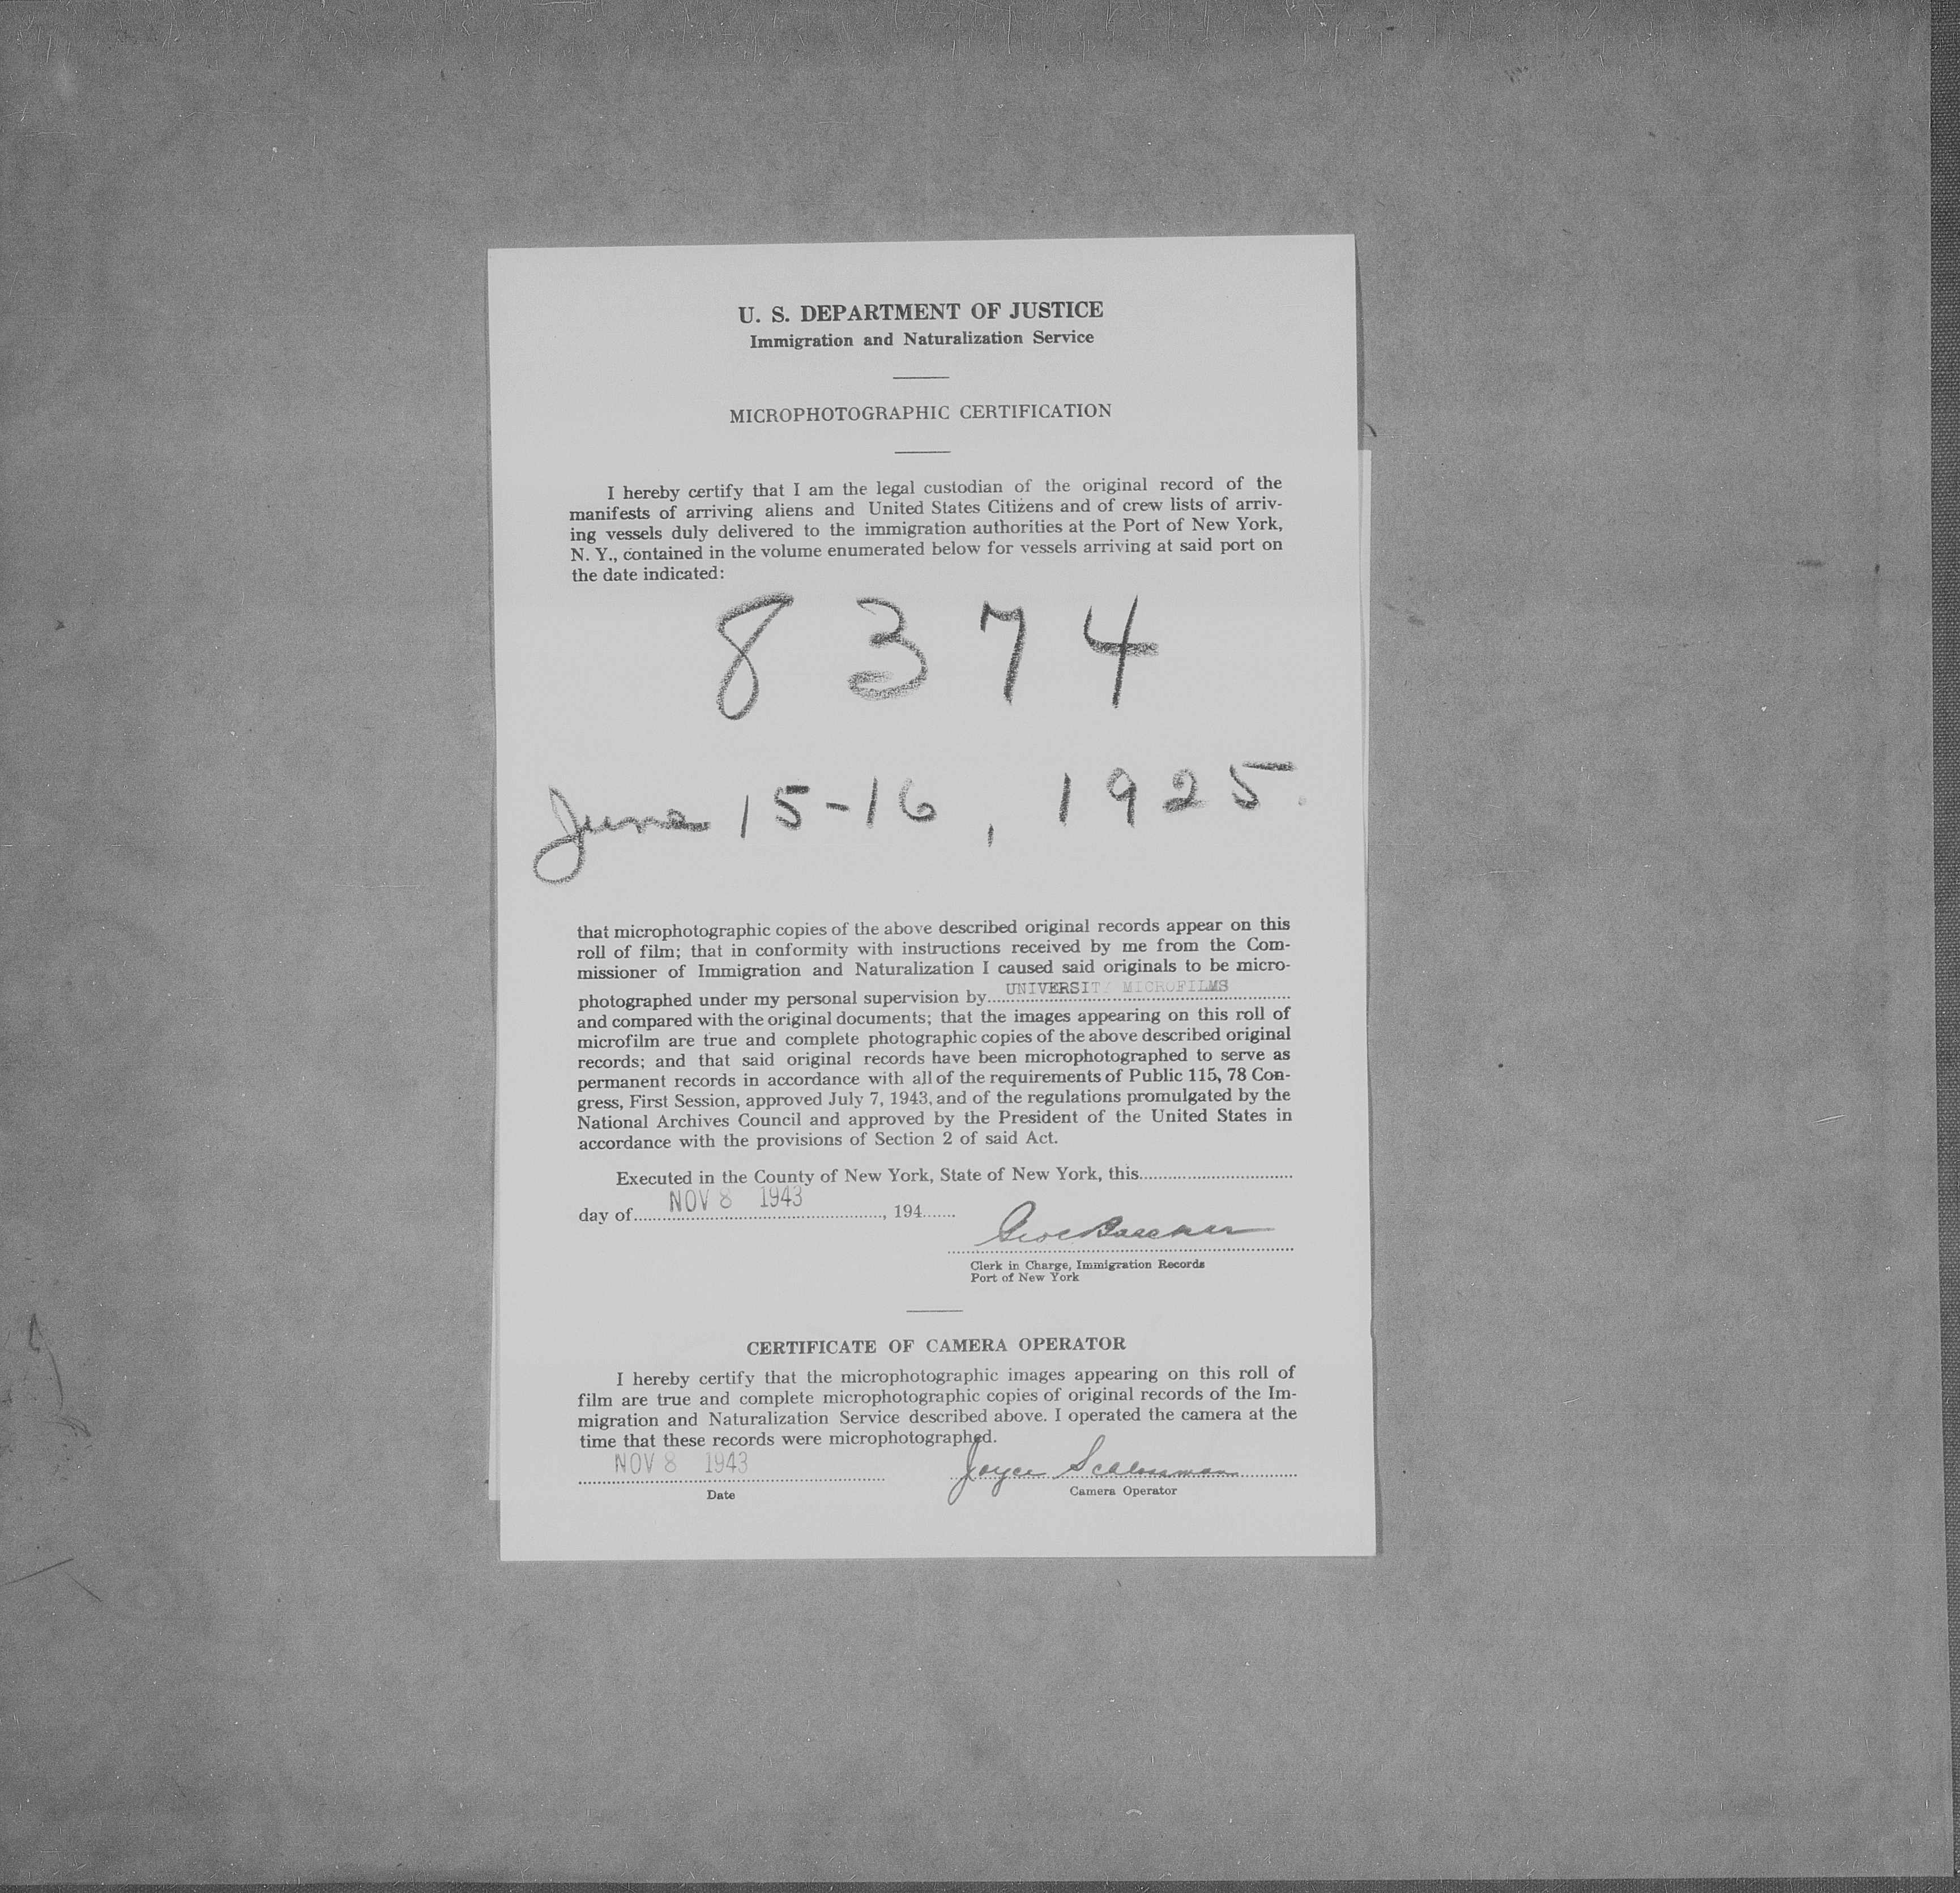 U. S. DEPARTMENT OF JUSTICE
Immigration and Naturalization Service
MICROPHOTOGRAPHIC CERTIFICATION
I hereby certify that I am the legal custodian of the original record of the
manifests of arriving aliens and United States Citizens and of crew lists of arriv-
ing vessels duly delivered to the immigration authorities at the Port of New York,
N. Y., contained in the volume enumerated below for vessels arriving at said port on
the date indicated:
8 3 7 4
June 15-16, 1925.
that microphotographic copies of the above described original records appear on this
roll of film; that in conformity with instructions received by me from the Com-
missioner of Immigration and Naturalization I caused said originals to be micro-
photographed under my personal supervision by UNIVERSITY MICROFILMS
and compared with the original documents; that the images appearing on this roll of
microfilm are true and complete photographic copies of the above described original
records; and that said original records have been microphotographed to serve as
permanent records in accordance with all of the requirements of Public 115, 78 Con-
gress, First Session, approved July 7, 1943, and of the regulations promulgated by the
National Archives Council and approved by the President of the United States in
accordance with the provisions of Section 2 of said Act.
Executed in the County of New York, State of New York, this
day of NOV 8 1943, 194
Clerk in Charge, Immigration Records
Port of New York
CERTIFICATE OF CAMERA OPERATOR
I hereby certify that the microphotographic images appearing on this roll of
film are true and complete microphotographic copies of original records of the Im-
migration and Naturalization Service described above. I operated the camera at the
time that these records were microphotographed.
NOV 8 1943 Joyce Schlossman
Date Camera Operator